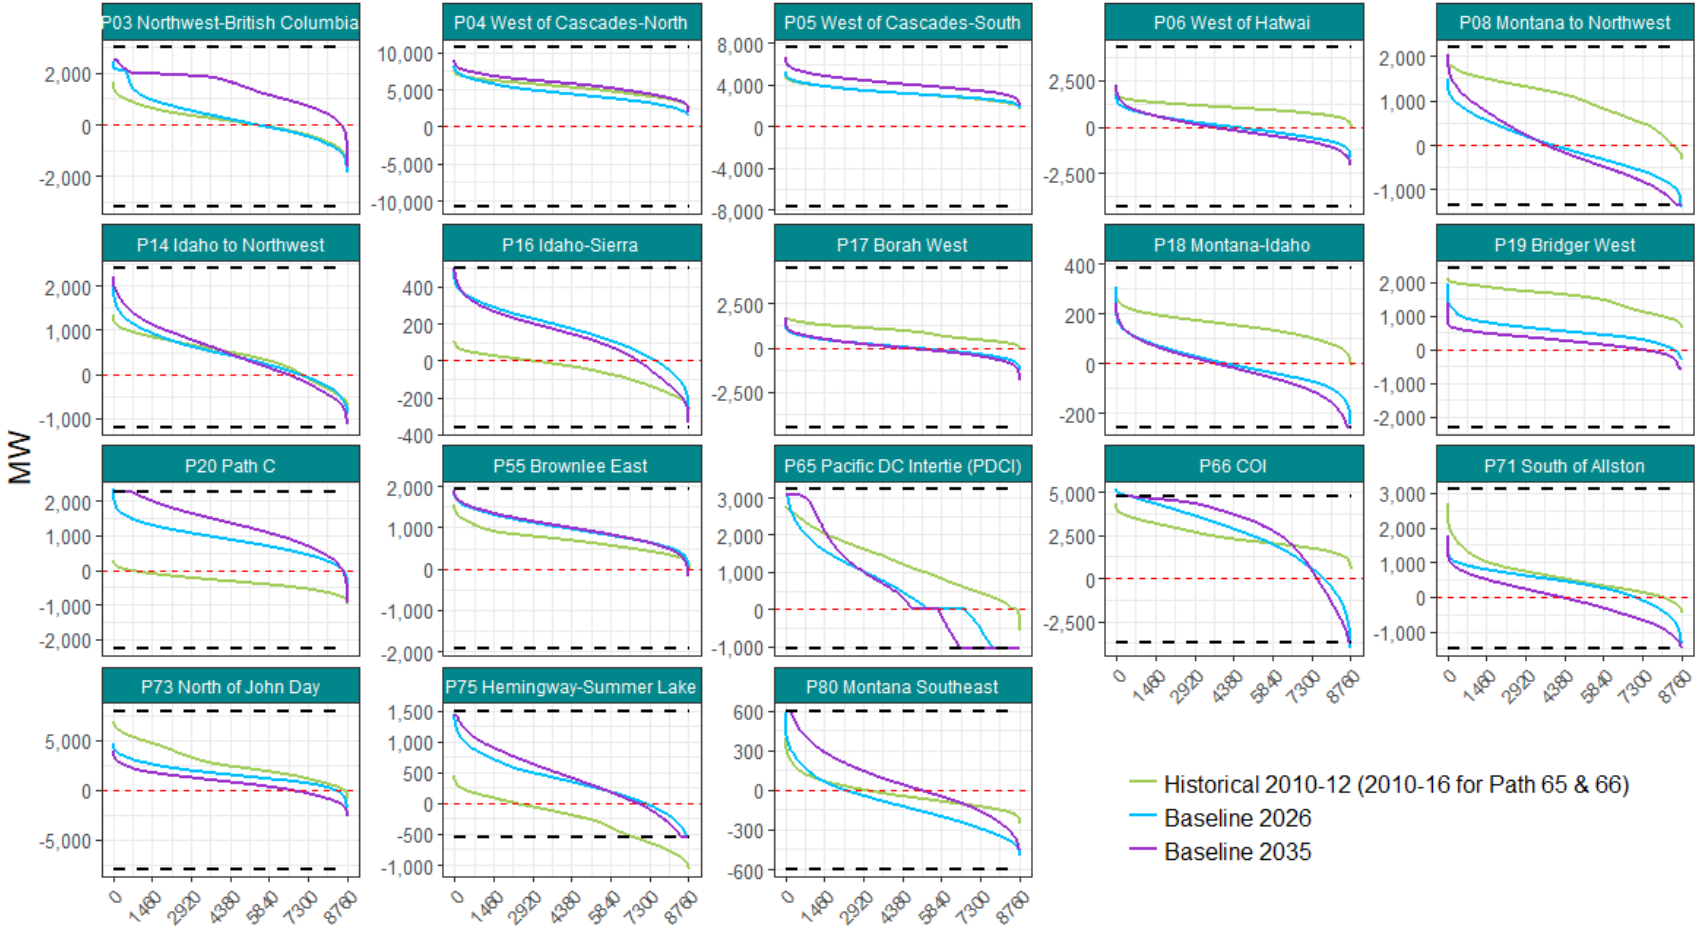 P03 Northwest-British Columbia
P04 West of Cascades-North
P05 West of Cascades-South
P06 West of Hatwai
P08 Montana to Northwest
2,000
0
-2,000
10,000
5,000
0
-5,000
-10,000
8,000
4,000
0
-4,000
-8,000
2,500
0
-2,500
2,000
1,000
0
-1,000
P14 Idaho to Northwest
P16 Idaho-Sierra
P17 Borah West
P18 Montana-Idaho
P19 Bridger West
2,000
1,000
0
-1,000
400
200
0
-200
-400
2,500
0
-2,500
400
200
0
-200
2,000
1,000
0
-1,000
-2,000
MW
P20 Path C
P55 Brownlee East
P65 Pacific DC Intertie (PDCI)
P66 COI
P71 South of Allston
2,000
1,000
0
-1,000
-2,000
2,000
1,000
0
-1,000
-2,000
3,000
2,000
1,000
0
-1,000
5,000
2,500
0
-2,500
3,000
2,000
1,000
0
-1,000
P73 North of John Day
P75 Hemingway-Summer Lake
P80 Montana Southeast
0 1460 2920 4380 5840 7300 8760
0 1460 2920 4380 5840 7300 8760
5,000
0
-5,000
1,500
1,000
500
0
-500
-1,000
600
300
0
-300
-600
Historical 2010-12 (2010-16 for Path 65 & 66)
Baseline 2026
Baseline 2035
0 1460 2920 4380 5840 7300 8760
0 1460 2920 4380 5840 7300 8760
0 1460 2920 4380 5840 7300 8760